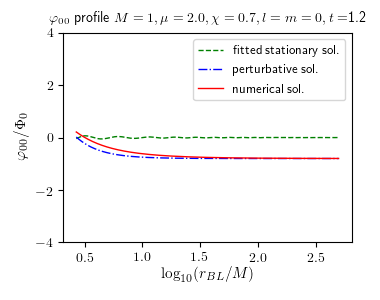 φ₀₀ profile M = 1, μ = 2.0, χ = 0.7, l = m = 0, t =1.2
4
2
0
−2
−4
φ₀₀/Φ₀
fitted stationary sol.
perturbative sol.
numerical sol.
0.5 1.0 1.5 2.0 2.5
log₁₀(r_BL/M)